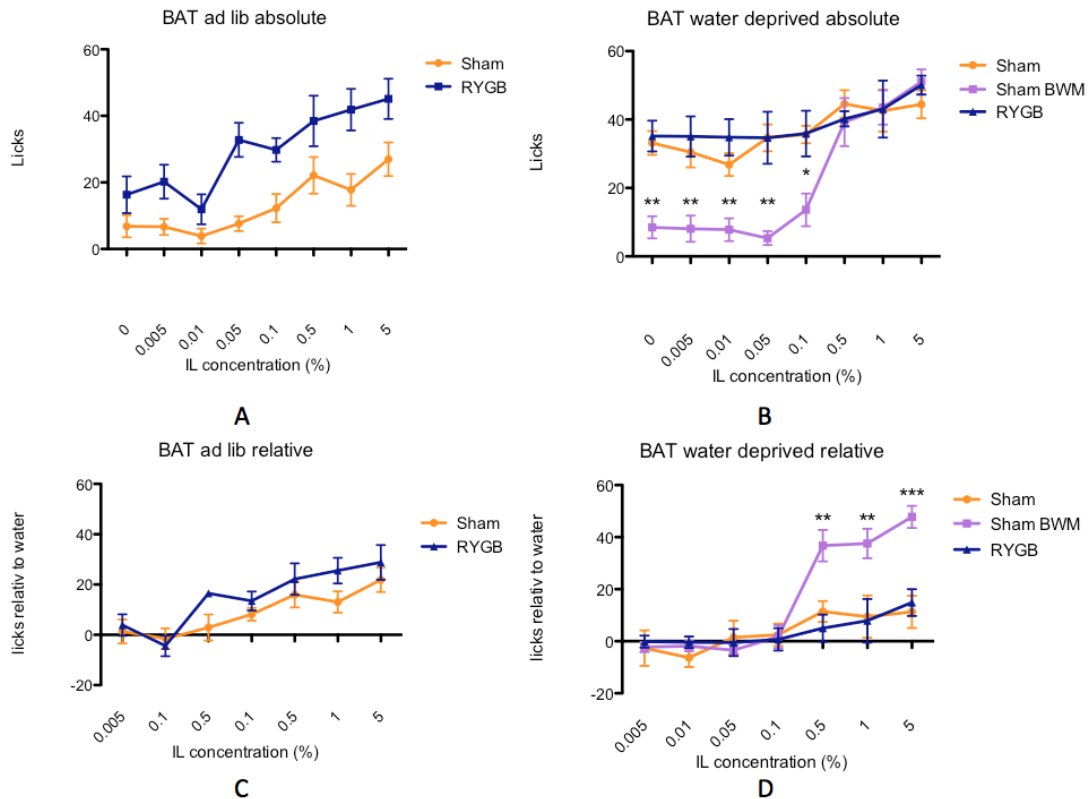 BAT ad lib absolute
60
40
20
0
Licks
Sham
RYGB
0 0.005 0.01 0.05 0.1 0.5 1 5
IL concentration (%)
A
BAT water deprived absolute
60
40
20
0
Licks
Sham
Sham BWM
RYGB
** ** ** ** *
0 0.005 0.01 0.05 0.1 0.5 1 5
IL concentration (%)
B
BAT ad lib relative
60
40
20
0
-20
licks relativ to water
Sham
RYGB
0.005 0.1 0.5 0.1 0.5 1 5
IL concentration (%)
C
BAT water deprived relative
60
40
20
0
-20
licks relativ to water
Sham
Sham BWM
RYGB
** ** ***
0.005 0.01 0.05 0.1 0.5 1 5
IL concentration (%)
D